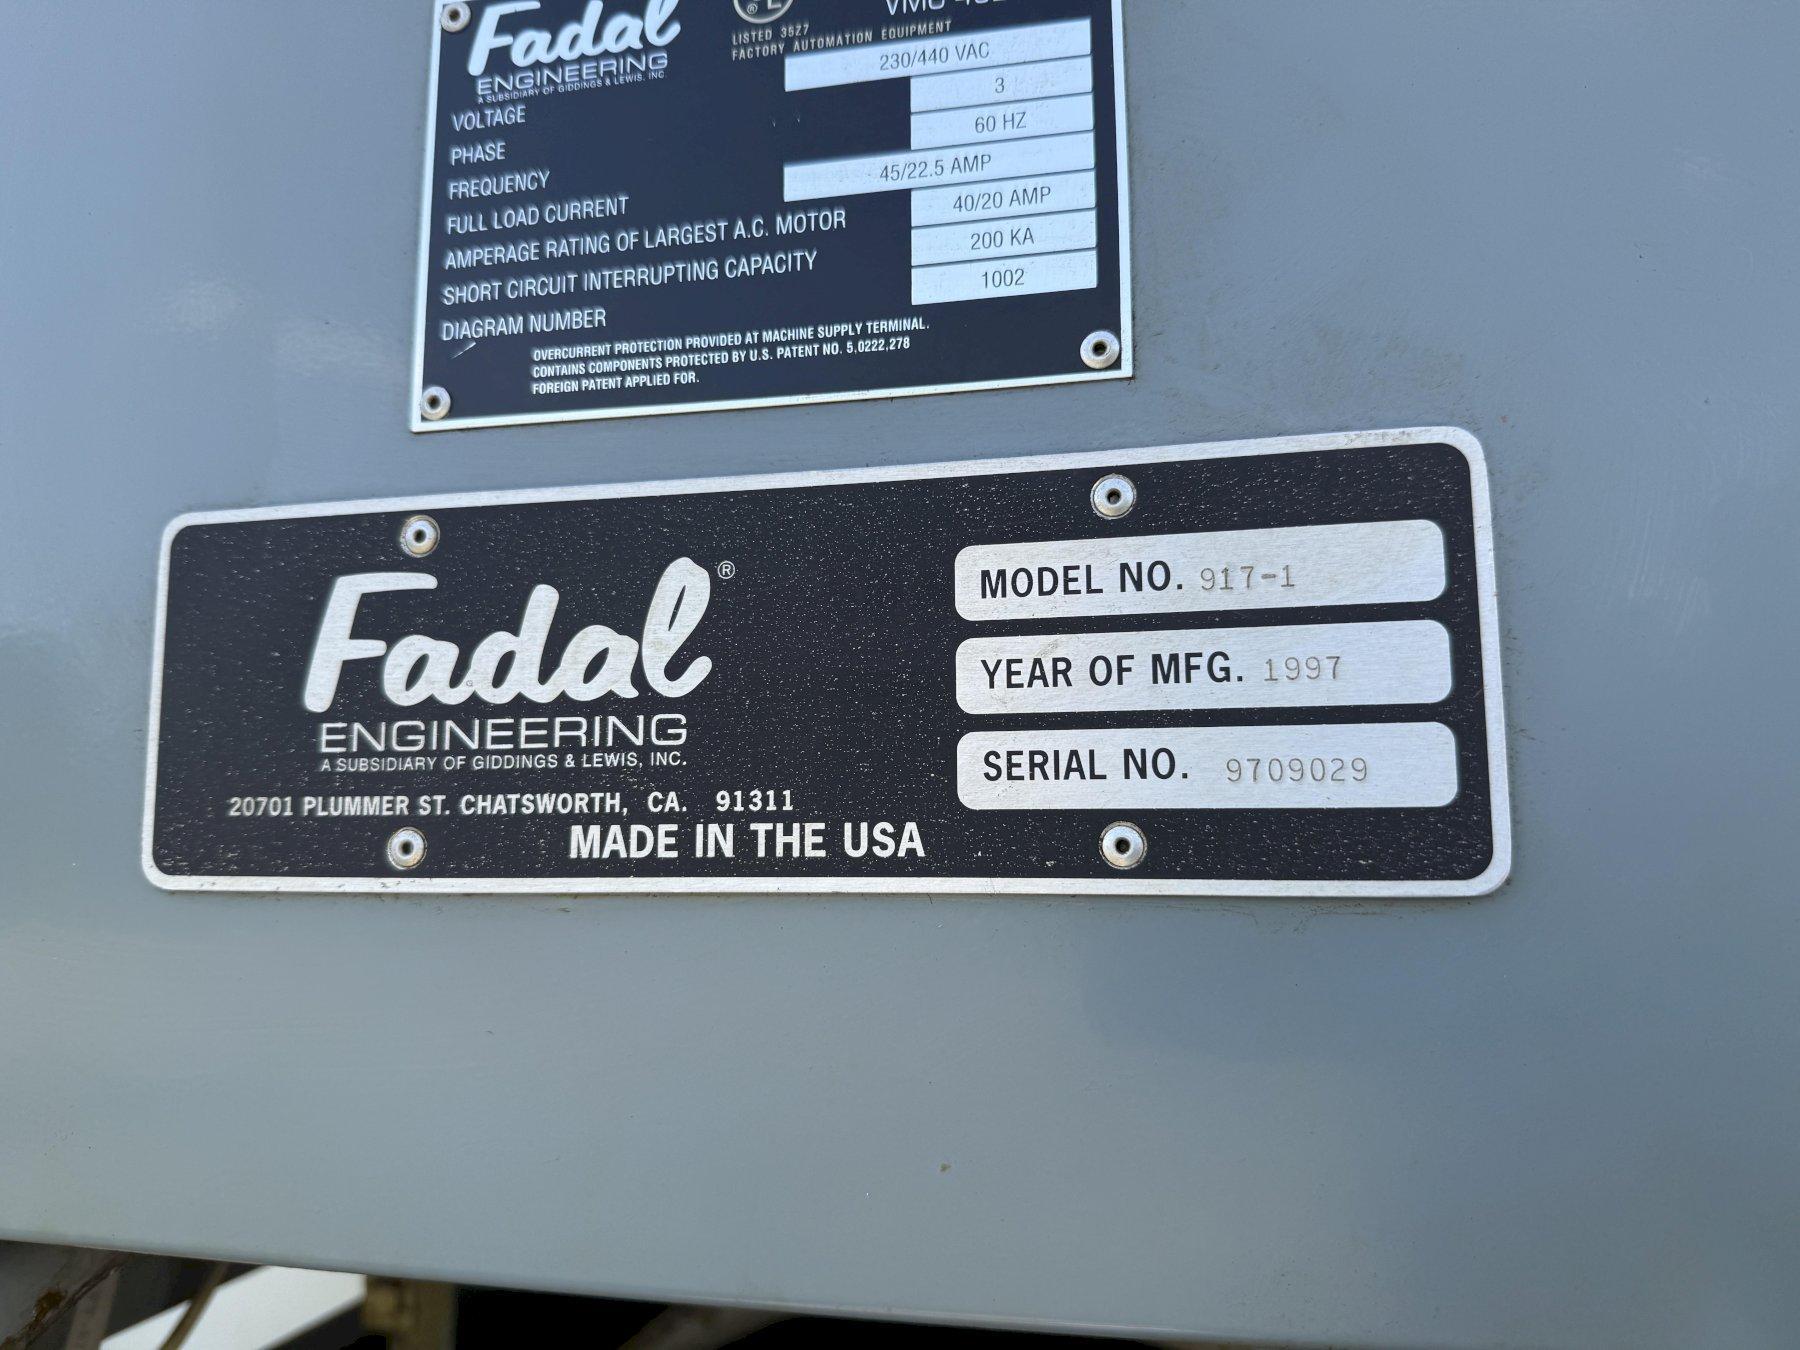 Fadal
ENGINEERING
A SUBSIDIARY OF GIDDINGS & LEWIS, INC.
LISTED 35Z7
FACTORY AUTOMATION EQUIPMENT
VOLTAGE 230/440 VAC
PHASE 3
FREQUENCY 60 HZ
FULL LOAD CURRENT 45/22.5 AMP
AMPERAGE RATING OF LARGEST A.C. MOTOR 40/20 AMP
SHORT CIRCUIT INTERRUPTING CAPACITY 200 KA
DIAGRAM NUMBER 1002
OVERCURRENT PROTECTION PROVIDED AT MACHINE SUPPLY TERMINAL.
CONTAINS COMPONENTS PROTECTED BY U.S. PATENT NO. 5,0222,278
FOREIGN PATENT APPLIED FOR.
Fadal®
ENGINEERING
A SUBSIDIARY OF GIDDINGS & LEWIS, INC.
20701 PLUMMER ST. CHATSWORTH, CA. 91311
MADE IN THE USA
MODEL NO. 917-1
YEAR OF MFG. 1997
SERIAL NO. 9709029